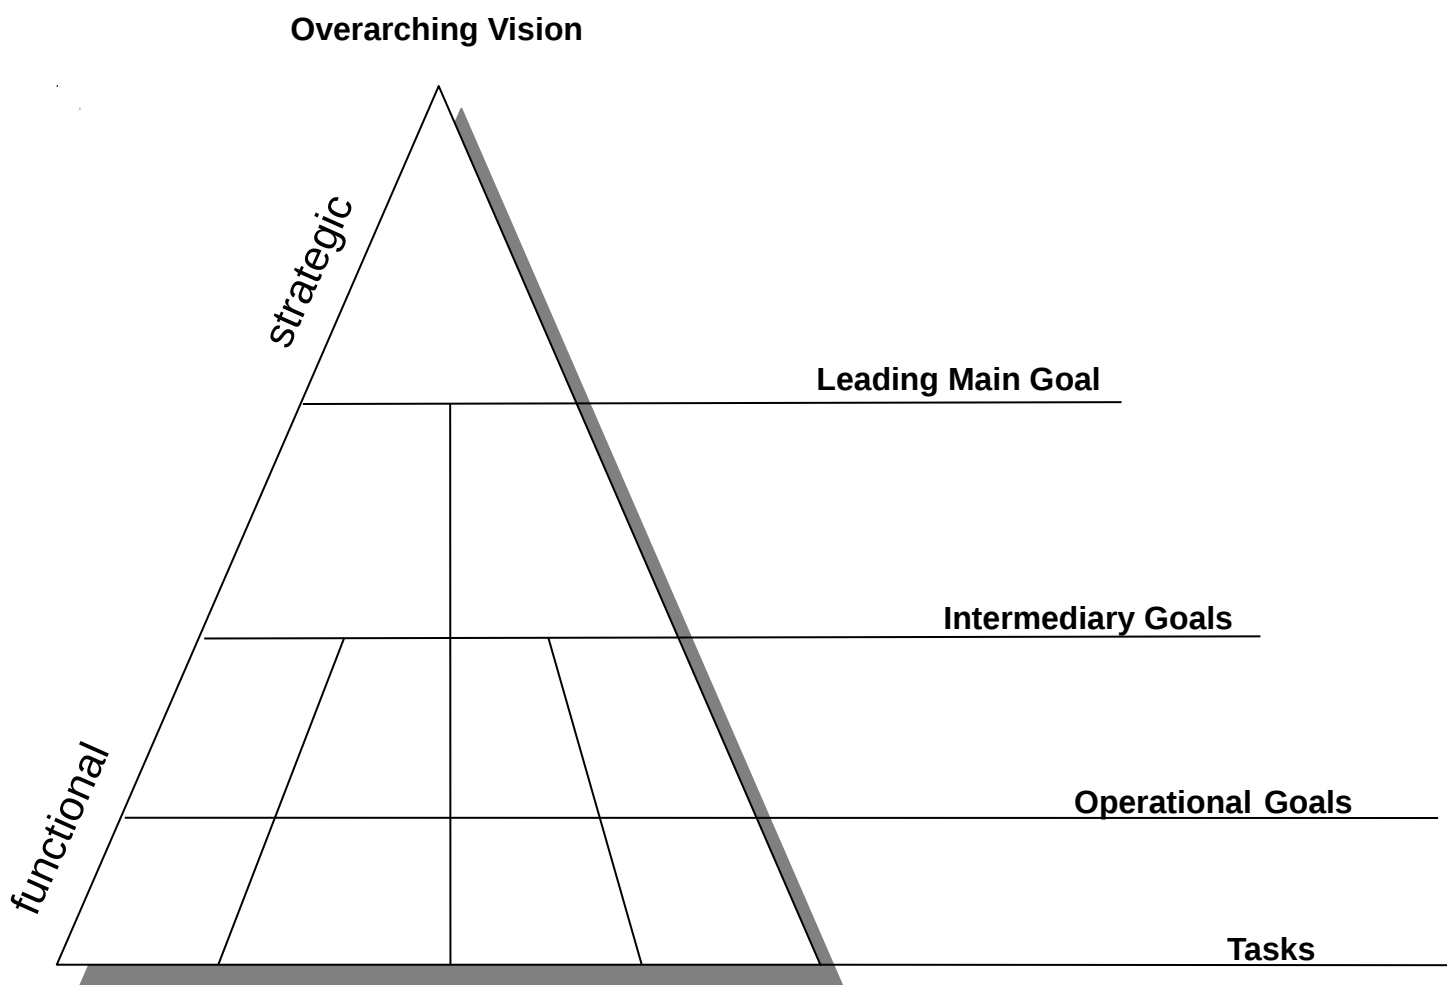 Overarching Vision
strategic
Leading Main Goal
Intermediary Goals
functional
Operational Goals
Tasks